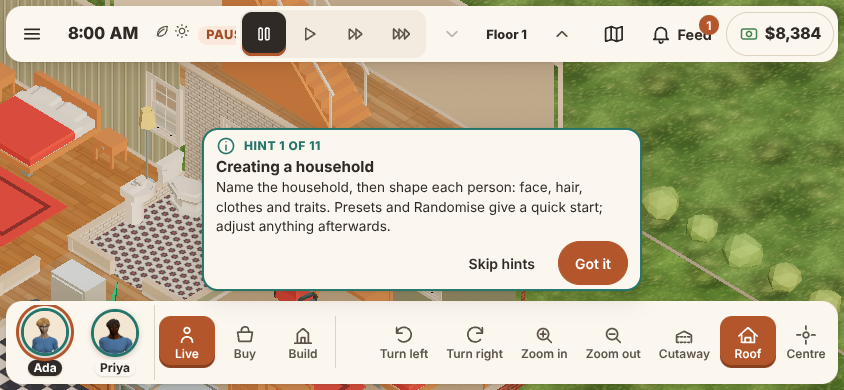 8:00 AM
Floor 1
Feed
1
$8,384
HINT 1 OF 11
Creating a household
Name the household, then shape each person: face, hair,
clothes and traits. Presets and Randomise give a quick start;
adjust anything afterwards.
Skip hints
Got it
Ada
Priya
Live
Buy
Build
Turn left
Turn right
Zoom in
Zoom out
Cutaway
Roof
Centre